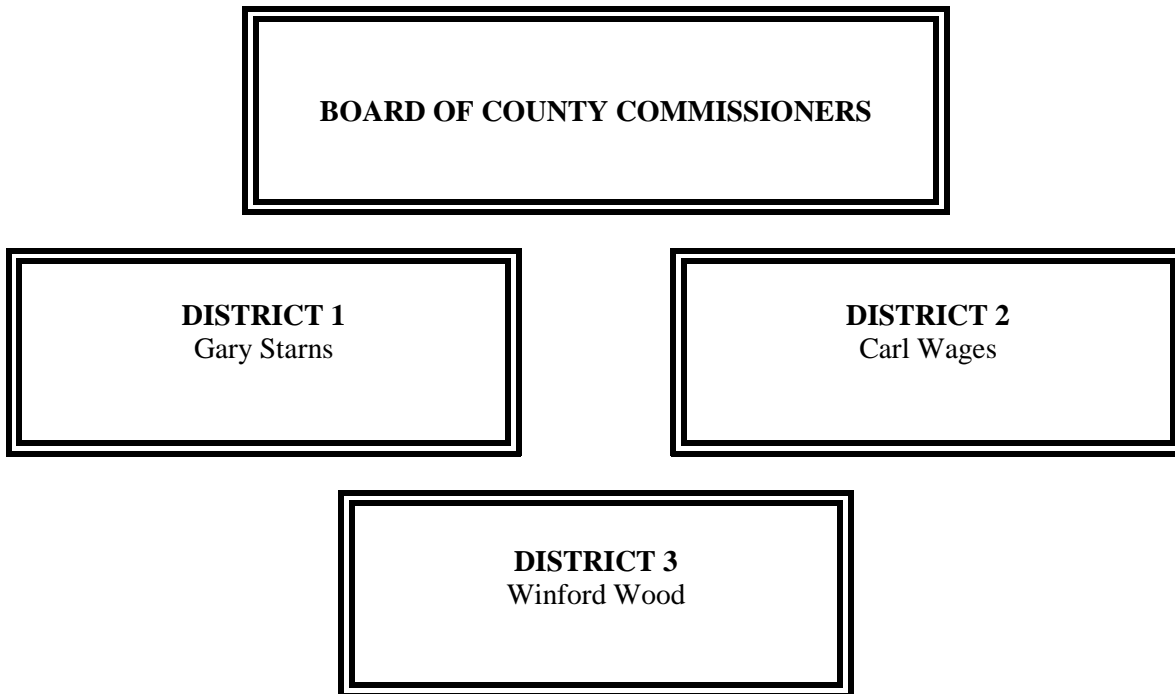 BOARD OF COUNTY COMMISSIONERS
DISTRICT 1
Gary Starns
DISTRICT 2
Carl Wages
DISTRICT 3
Winford Wood